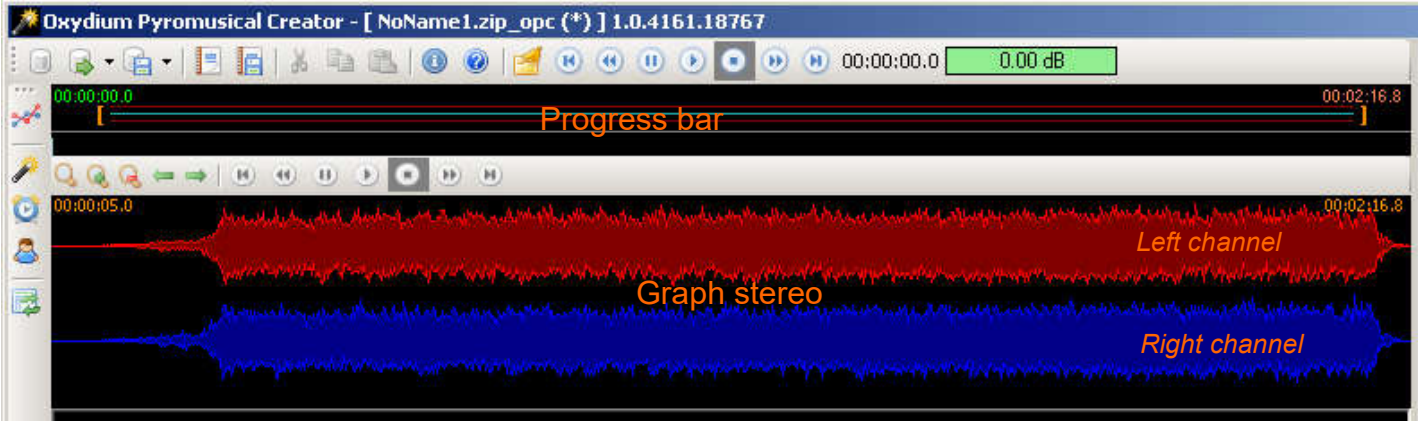 Oxydium Pyromusical Creator - [ NoName1.zip_opc (*) ] 1.0.4161.18767
00:00:00.0 0.00 dB
00:00:00.0 00:02:16.8
Progress bar
00:00:05.0 00:02:16.8
Left channel
Graph stereo
Right channel